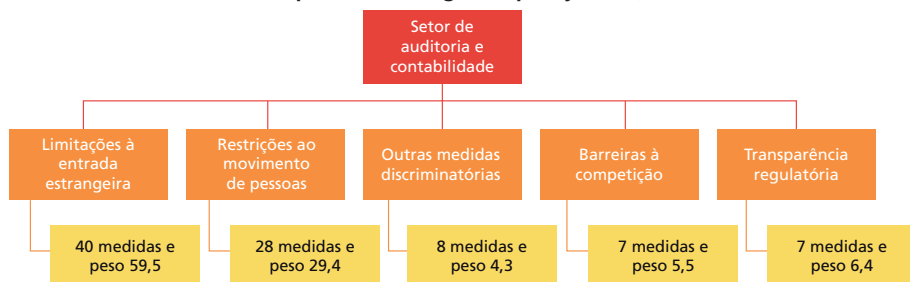 Setor de
auditoria e
contabilidade
Limitações à
entrada
estrangeira
Restrições ao
movimento
de pessoas
Outras medidas
discriminatórias
Barreiras à
competição
Transparência
regulatória
40 medidas e
peso 59,5
28 medidas e
peso 29,4
8 medidas e
peso 4,3
7 medidas e
peso 5,5
7 medidas e
peso 6,4